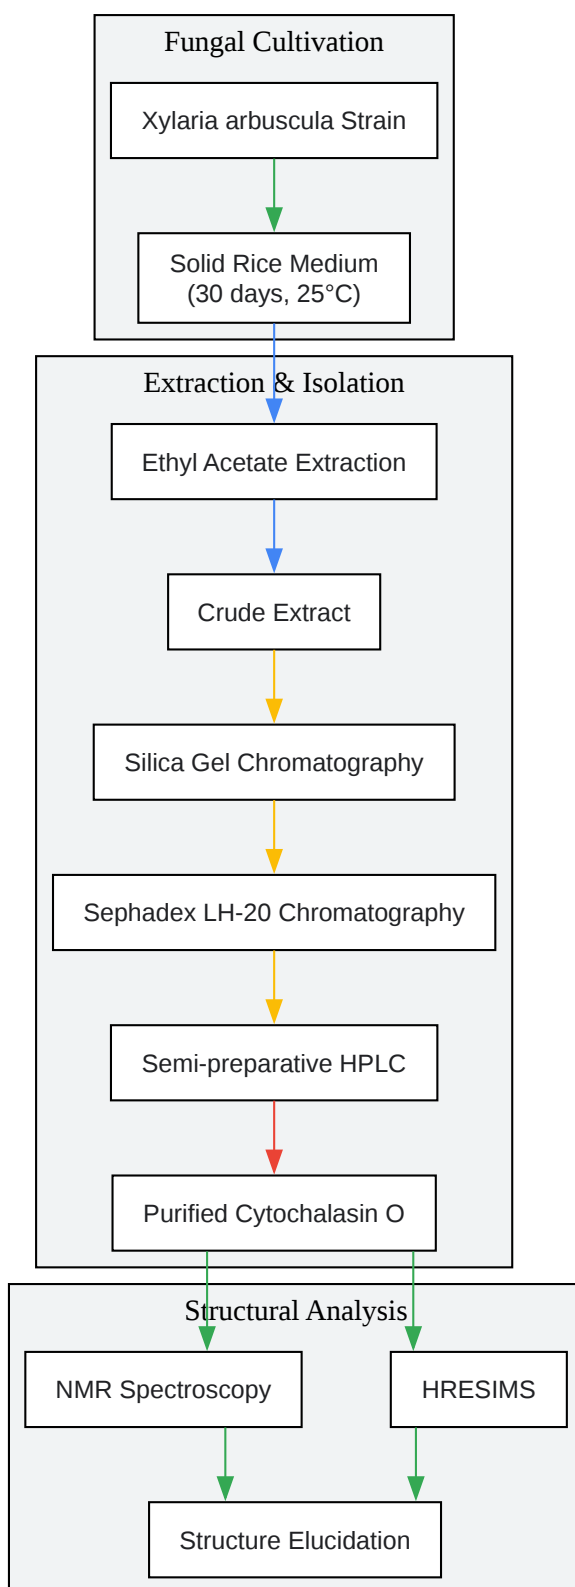 Fungal Cultivation
Xylaria arbuscula Strain
Solid Rice Medium
(30 days, 25°C)
Extraction & Isolation
Ethyl Acetate Extraction
Crude Extract
Silica Gel Chromatography
Sephadex LH-20 Chromatography
Semi-preparative HPLC
Purified Cytochalasin O
Structural Analysis
NMR Spectroscopy
HRESIMS
Structure Elucidation